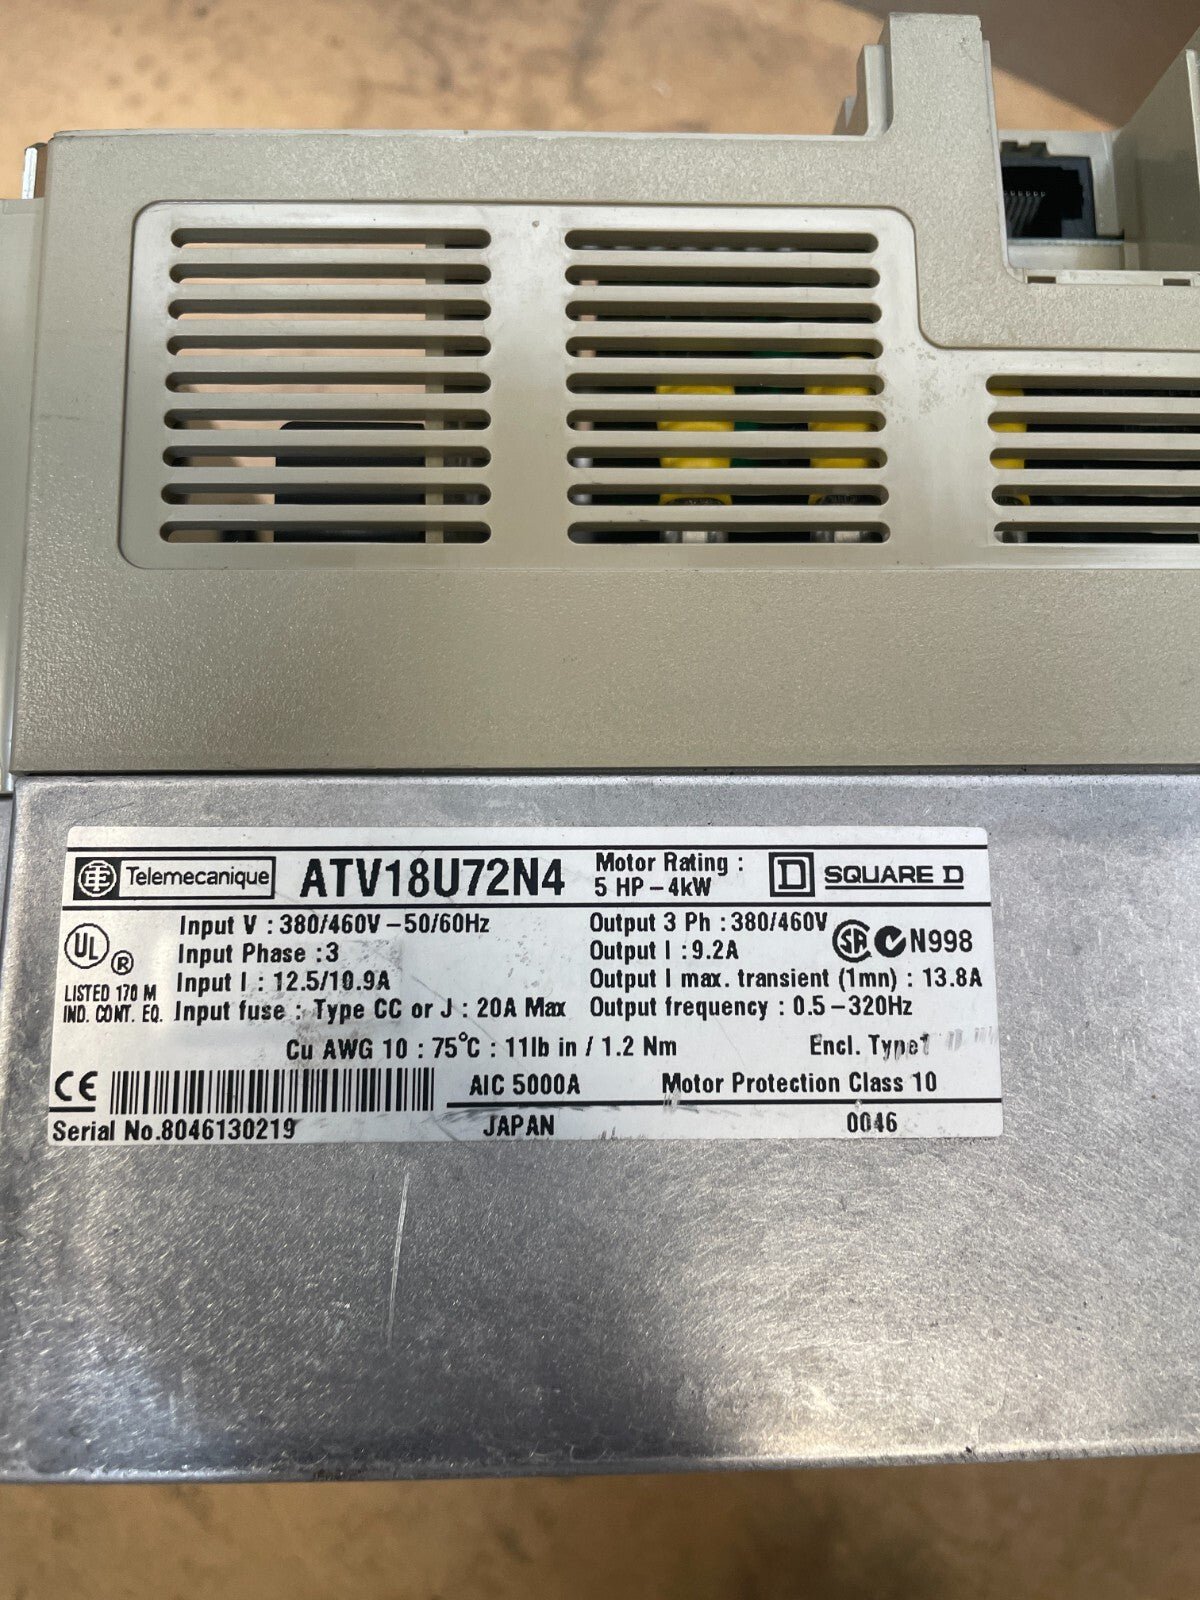 Telemecanique ATV18U72N4 Motor Rating : 5 HP – 4kW D SQUARE D
Input V : 380/460V – 50/60Hz Output 3 Ph : 380/460V
UL ® Input Phase :3 Output I : 9.2A SA N998
LISTED 170 M Input I : 12.5/10.9A Output I max. transient (1mn) : 13.8A
IND. CONT. EQ. Input fuse : Type CC or J : 20A Max Output frequency : 0.5 – 320Hz
Cu AWG 10 : 75°C : 11lb in / 1.2 Nm Encl. Type1
CE AIC 5000A Motor Protection Class 10
Serial No.8046130219 JAPAN 0046